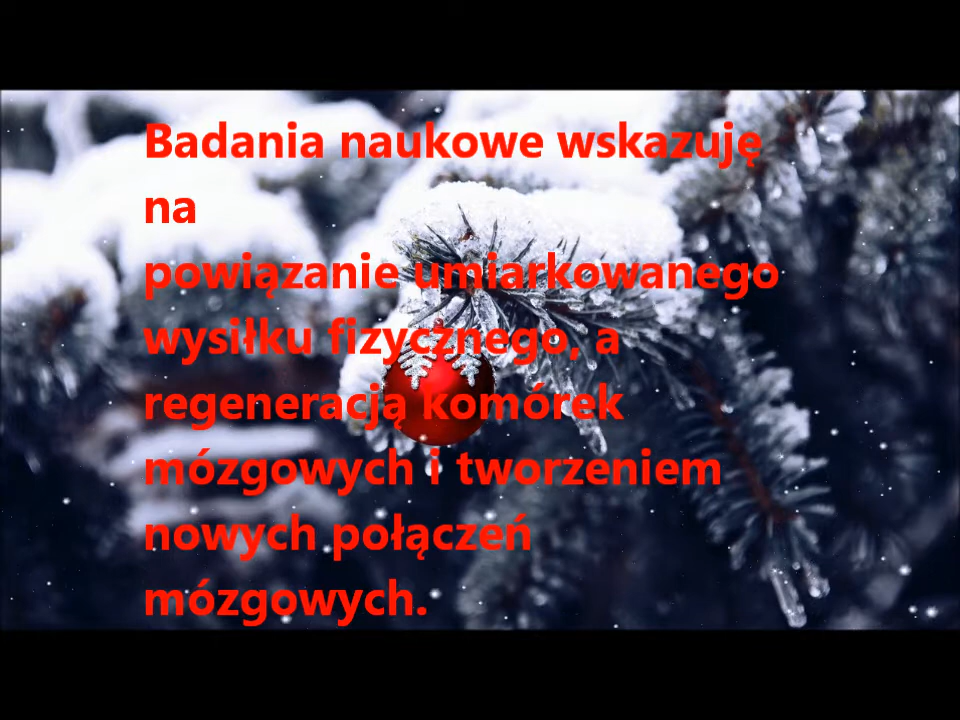 Badania naukowe wskazuję
na
powiązanie umiarkowanego
wysiłku fizycznego, a
regeneracją komórek
mózgowych i tworzeniem
nowych połączeń
mózgowych.